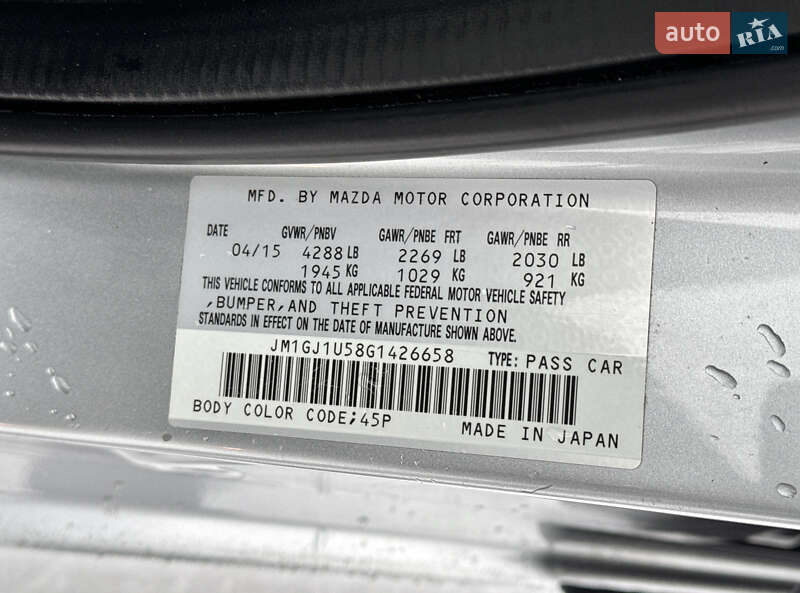 auto RIA
MFD. BY MAZDA MOTOR CORPORATION
DATE GVWR/PNBV GAWR/PNBE FRT GAWR/PNBE RR
04/15 4288 LB 2269 LB 2030 LB
1945 KG 1029 KG 921 KG
THIS VEHICLE CONFORMS TO ALL APPLICABLE FEDERAL MOTOR VEHICLE SAFETY
,BUMPER,AND THEFT PREVENTION
STANDARDS IN EFFECT ON THE DATE OF MANUFACTURE SHOWN ABOVE.
JM1GJ1U58G1426658 TYPE: PASS CAR
BODY COLOR CODE;45P
MADE IN JAPAN